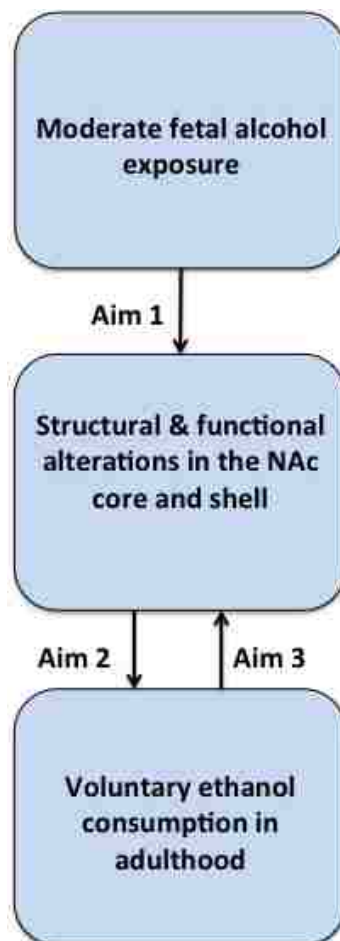 Moderate fetal alcohol
exposure
Aim 1
Structural & functional
alterations in the NAc
core and shell
Aim 2
Aim 3
Voluntary ethanol
consumption in
adulthood